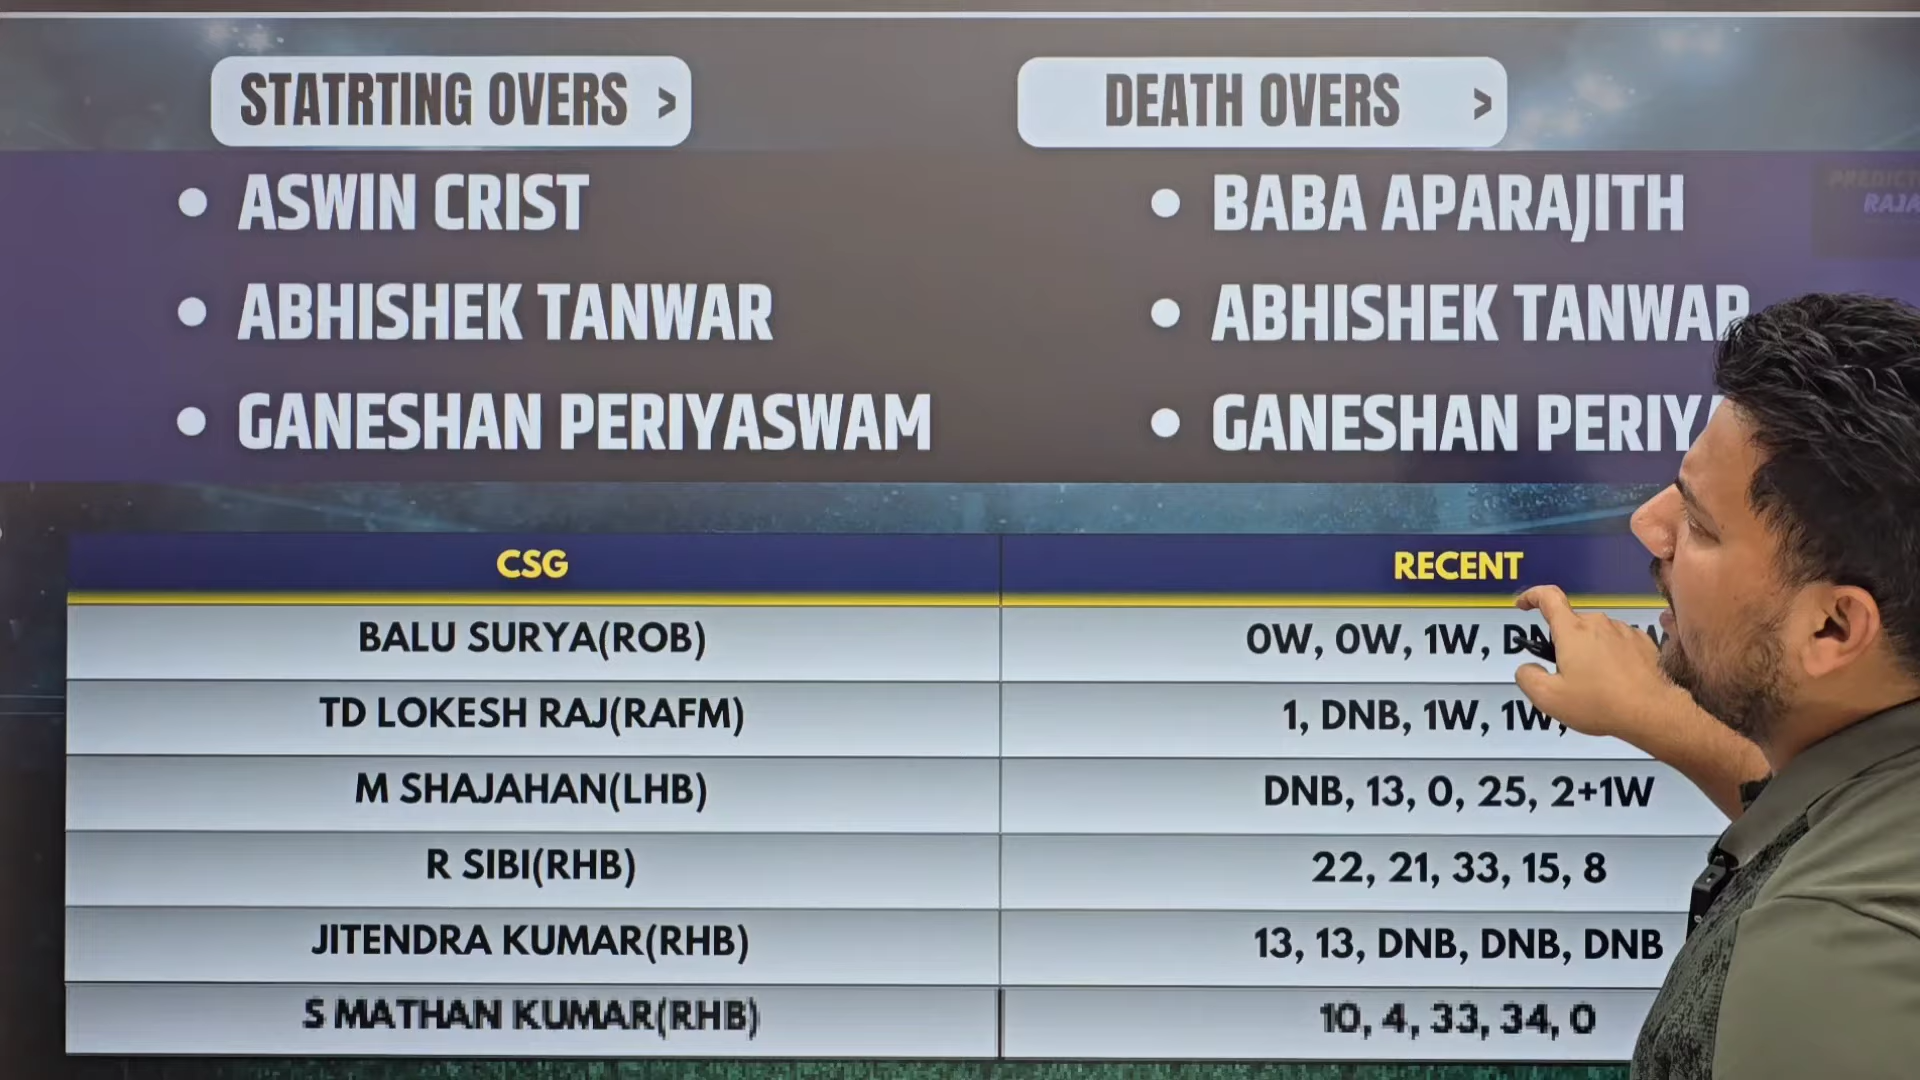 STATRTING OVERS >
ASWIN CRIST
ABHISHEK TANWAR
GANESHAN PERIYASWAM
DEATH OVERS >
BABA APARAJITH
ABHISHEK TANWAR
GANESHAN
RAJA
CSG RECENT
BALU SURYA(ROB) 0W, 0W, 1W,
TD LOKESH RAJ(RAFM) 1, DNB, 1W, 1W,
M SHAJAHAN(LHB) DNB, 13, 0, 25, 2+1W
R SIBI(RHB) 22, 21, 33, 15, 8
JITENDRA KUMAR(RHB) 13, 13, DNB, DNB, DNB
S MATHAN KUMAR(RHB) 10, 4, 33, 34, 0